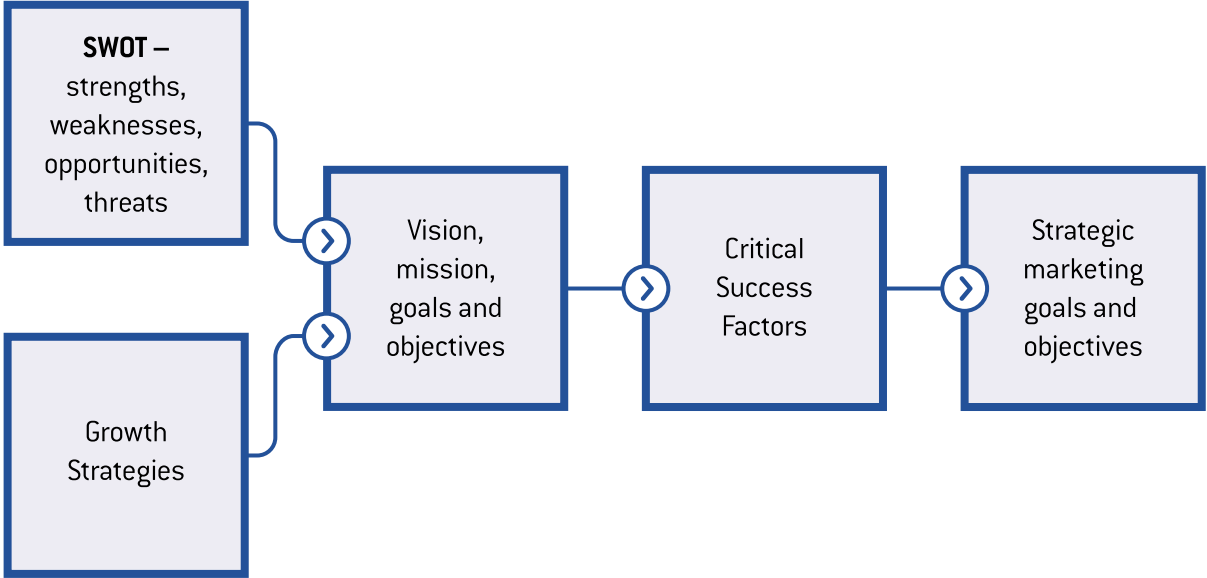 SWOT –
strengths,
weaknesses,
opportunities,
threats
Growth
Strategies
Vision,
mission,
goals and
objectives
Critical
Success
Factors
Strategic
marketing
goals and
objectives